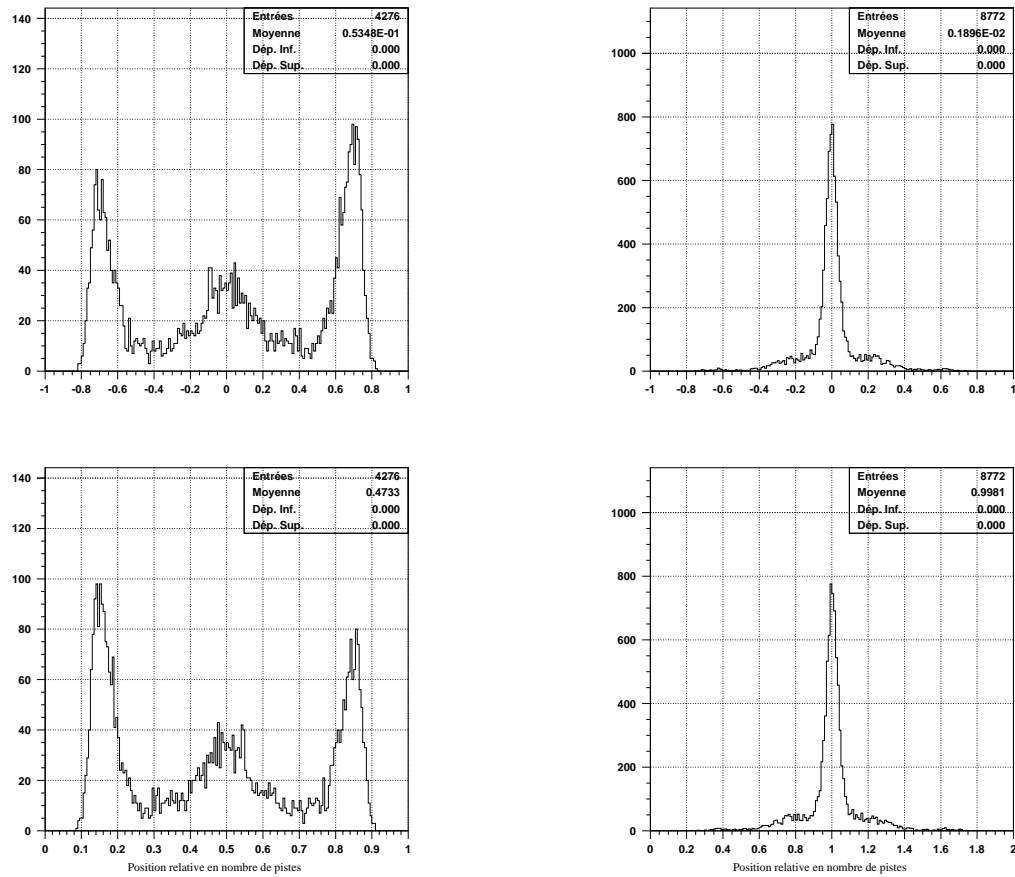 Entrées 4276
Moyenne 0.5348E-01
Dép. Inf. 0.000
Dép. Sup. 0.000
140
120
100
80
60
40
20
0
-1 -0.8 -0.6 -0.4 -0.2 0 0.2 0.4 0.6 0.8 1
Entrées 8772
Moyenne 0.1896E-02
Dép. Inf. 0.000
Dép. Sup. 0.000
1000
800
600
400
200
0
-1 -0.8 -0.6 -0.4 -0.2 0 0.2 0.4 0.6 0.8 1
Entrées 4276
Moyenne 0.4733
Dép. Inf. 0.000
Dép. Sup. 0.000
140
120
100
80
60
40
20
0
0 0.1 0.2 0.3 0.4 0.5 0.6 0.7 0.8 0.9 1
Position relative en nombre de pistes
Entrées 8772
Moyenne 0.9981
Dép. Inf. 0.000
Dép. Sup. 0.000
1000
800
600
400
200
0
0 0.2 0.4 0.6 0.8 1 1.2 1.4 1.6 1.8 2
Position relative en nombre de pistes